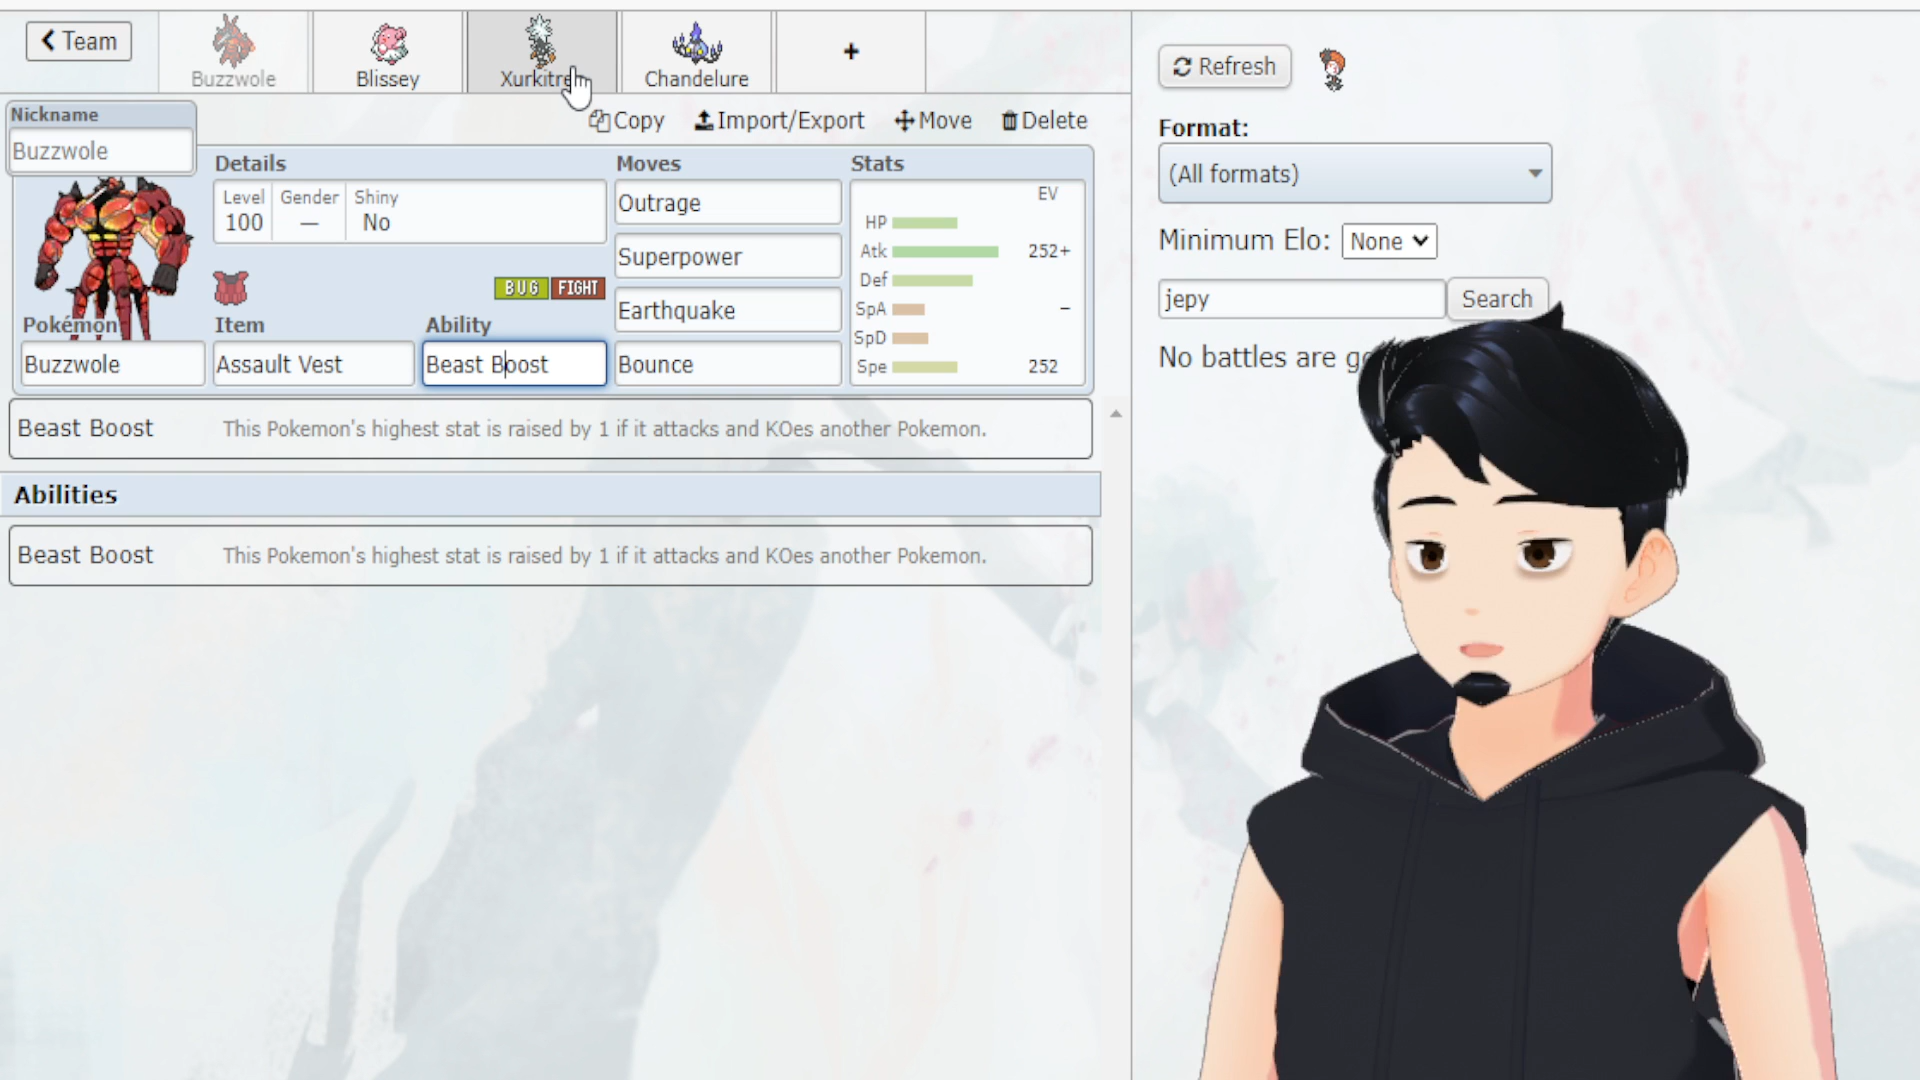 Team
Buzzwole
Blissey
Chandelure
+
Nickname
Buzzwole
Copy
Import/Export
Move
Delete
Details
Level
100
Gender
—
Shiny
No
BUG
FIGHT
Pokémon
Buzzwole
Item
Assault Vest
Ability
Beast Boost
Moves
Outrage
Superpower
Earthquake
Bounce
Stats
EV
HP
Atk 252+
Def
SpA −
SpD
Spe 252
Beast Boost This Pokemon's highest stat is raised by 1 if it attacks and KOes another Pokemon.
Abilities
Beast Boost This Pokemon's highest stat is raised by 1 if it attacks and KOes another Pokemon.
Refresh
Format:
(All formats)
Minimum Elo: None
jepy
Search
No battles are